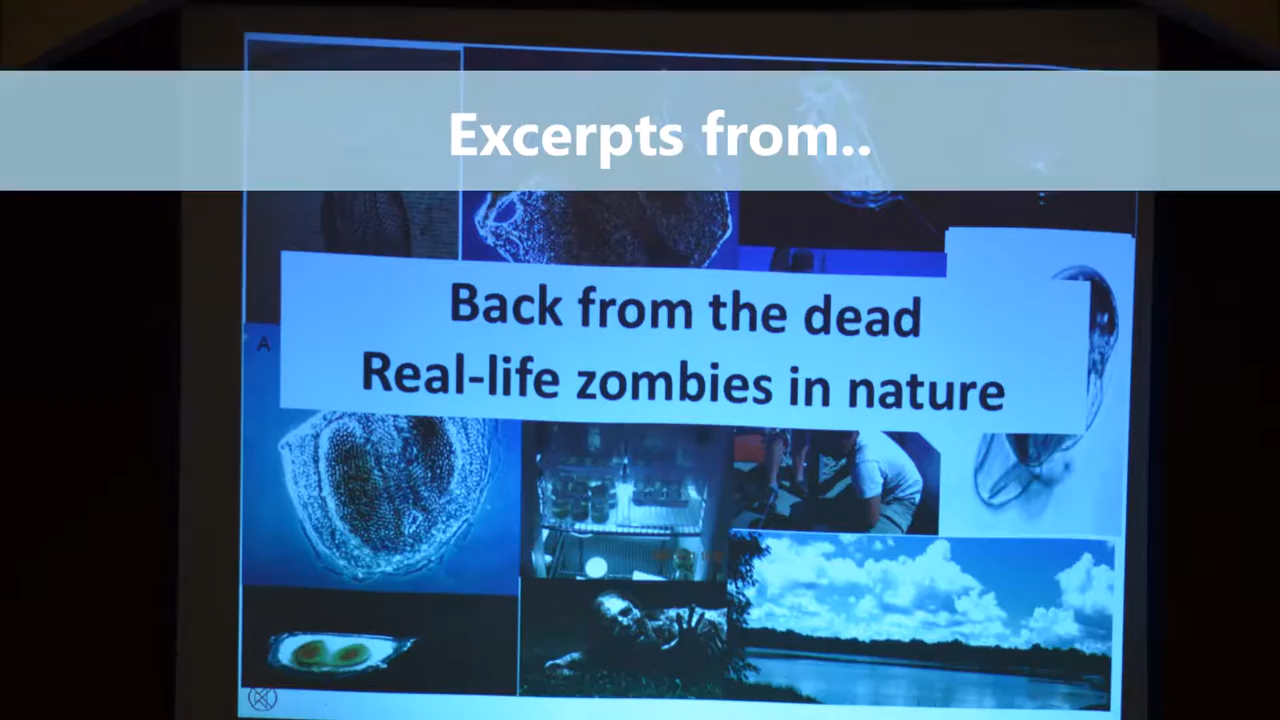 Excerpts from..
Back from the dead
Real-life zombies in nature
A